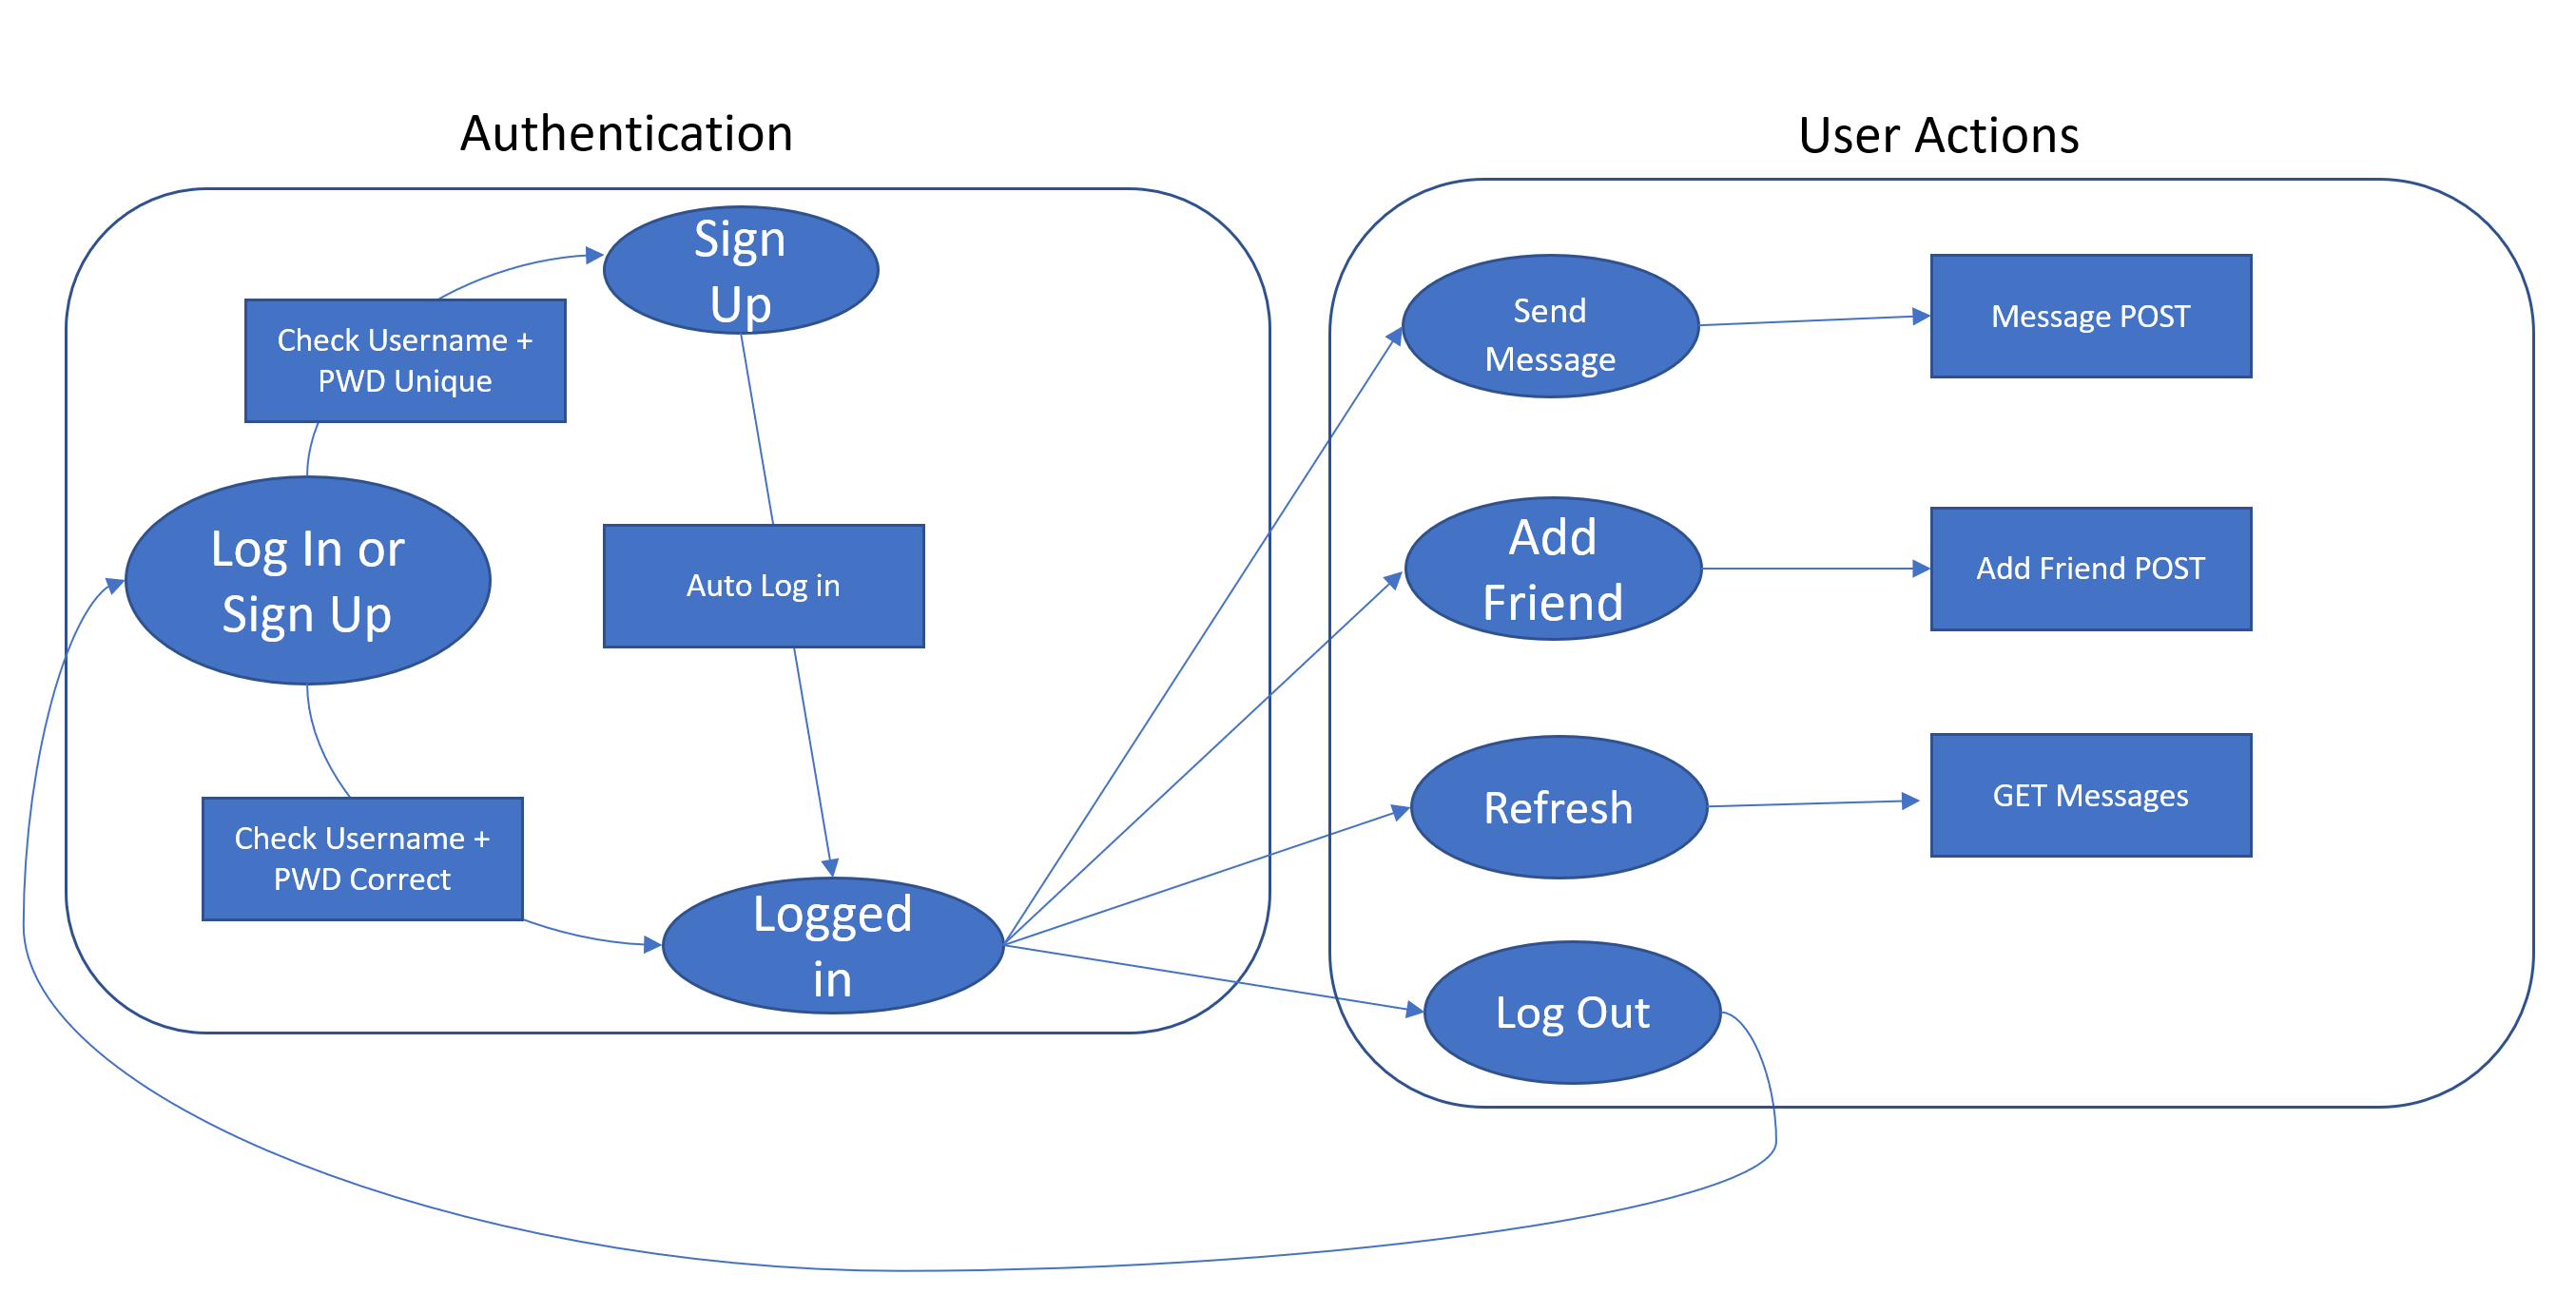 Authentication
User Actions
Sign
Up
Check Username +
PWD Unique
Log In or
Sign Up
Auto Log in
Check Username +
PWD Correct
Logged
in
Send
Message
Message POST
Add
Friend
Add Friend POST
Refresh
GET Messages
Log Out